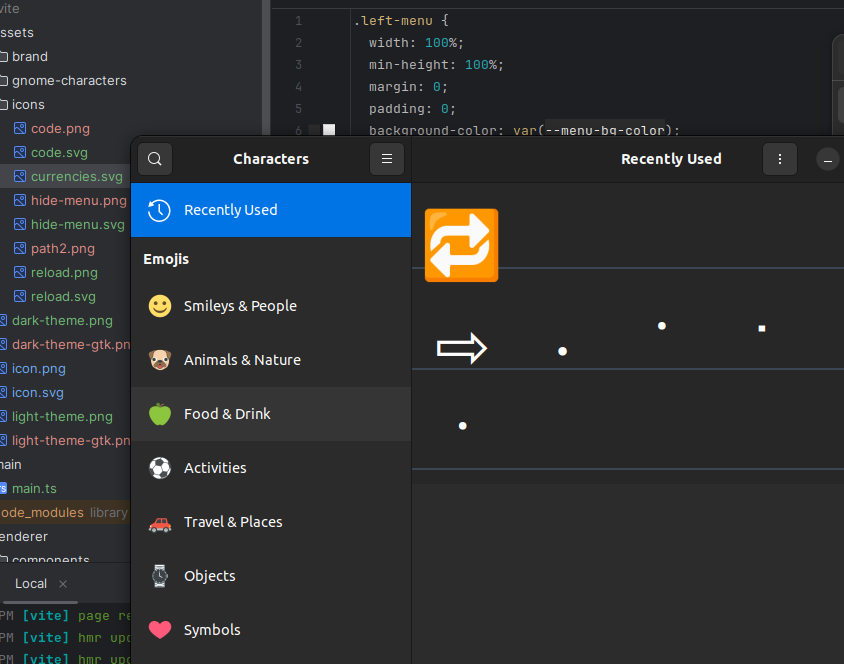 vite
ssets
brand
gnome-characters
icons
code.png
code.svg
currencies.svg
hide-menu.png
hide-menu.svg
path2.png
reload.png
reload.svg
dark-theme.png
dark-theme-gtk.pn
icon.png
icon.svg
light-theme.png
light-theme-gtk.pn
nain
main.ts
ode_modules library
enderer
components
1 .left-menu {
2 width: 100%;
3 min-height: 100%;
4 margin: 0;
5 padding: 0;
6 background-color: var(--menu-bg-color);
Characters
Recently Used
Recently Used
Emojis
Smileys & People
Animals & Nature
Food & Drink
Activities
Travel & Places
Objects
Symbols
Local
PM [vite] page re
PM [vite] hmr upd
PM [vite] hmr upd